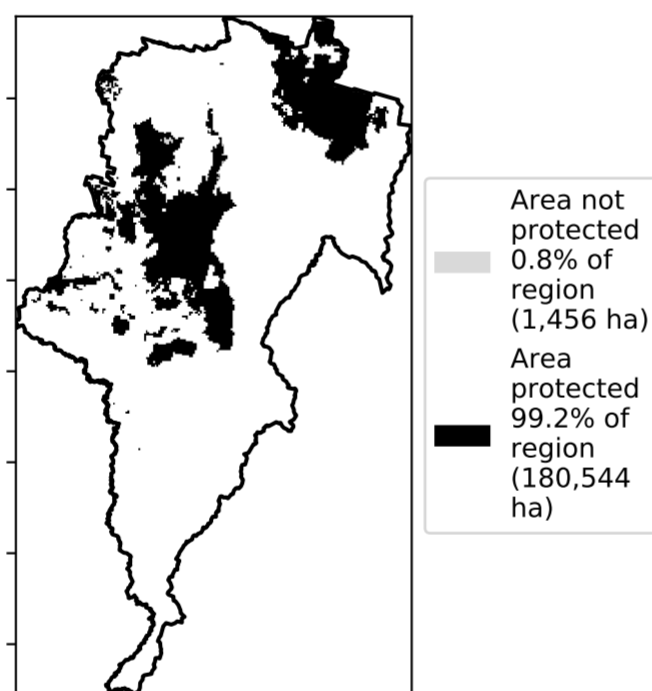 Area not
protected
0.8% of
region
(1,456 ha)
Area
protected
99.2% of
region
(180,544
ha)